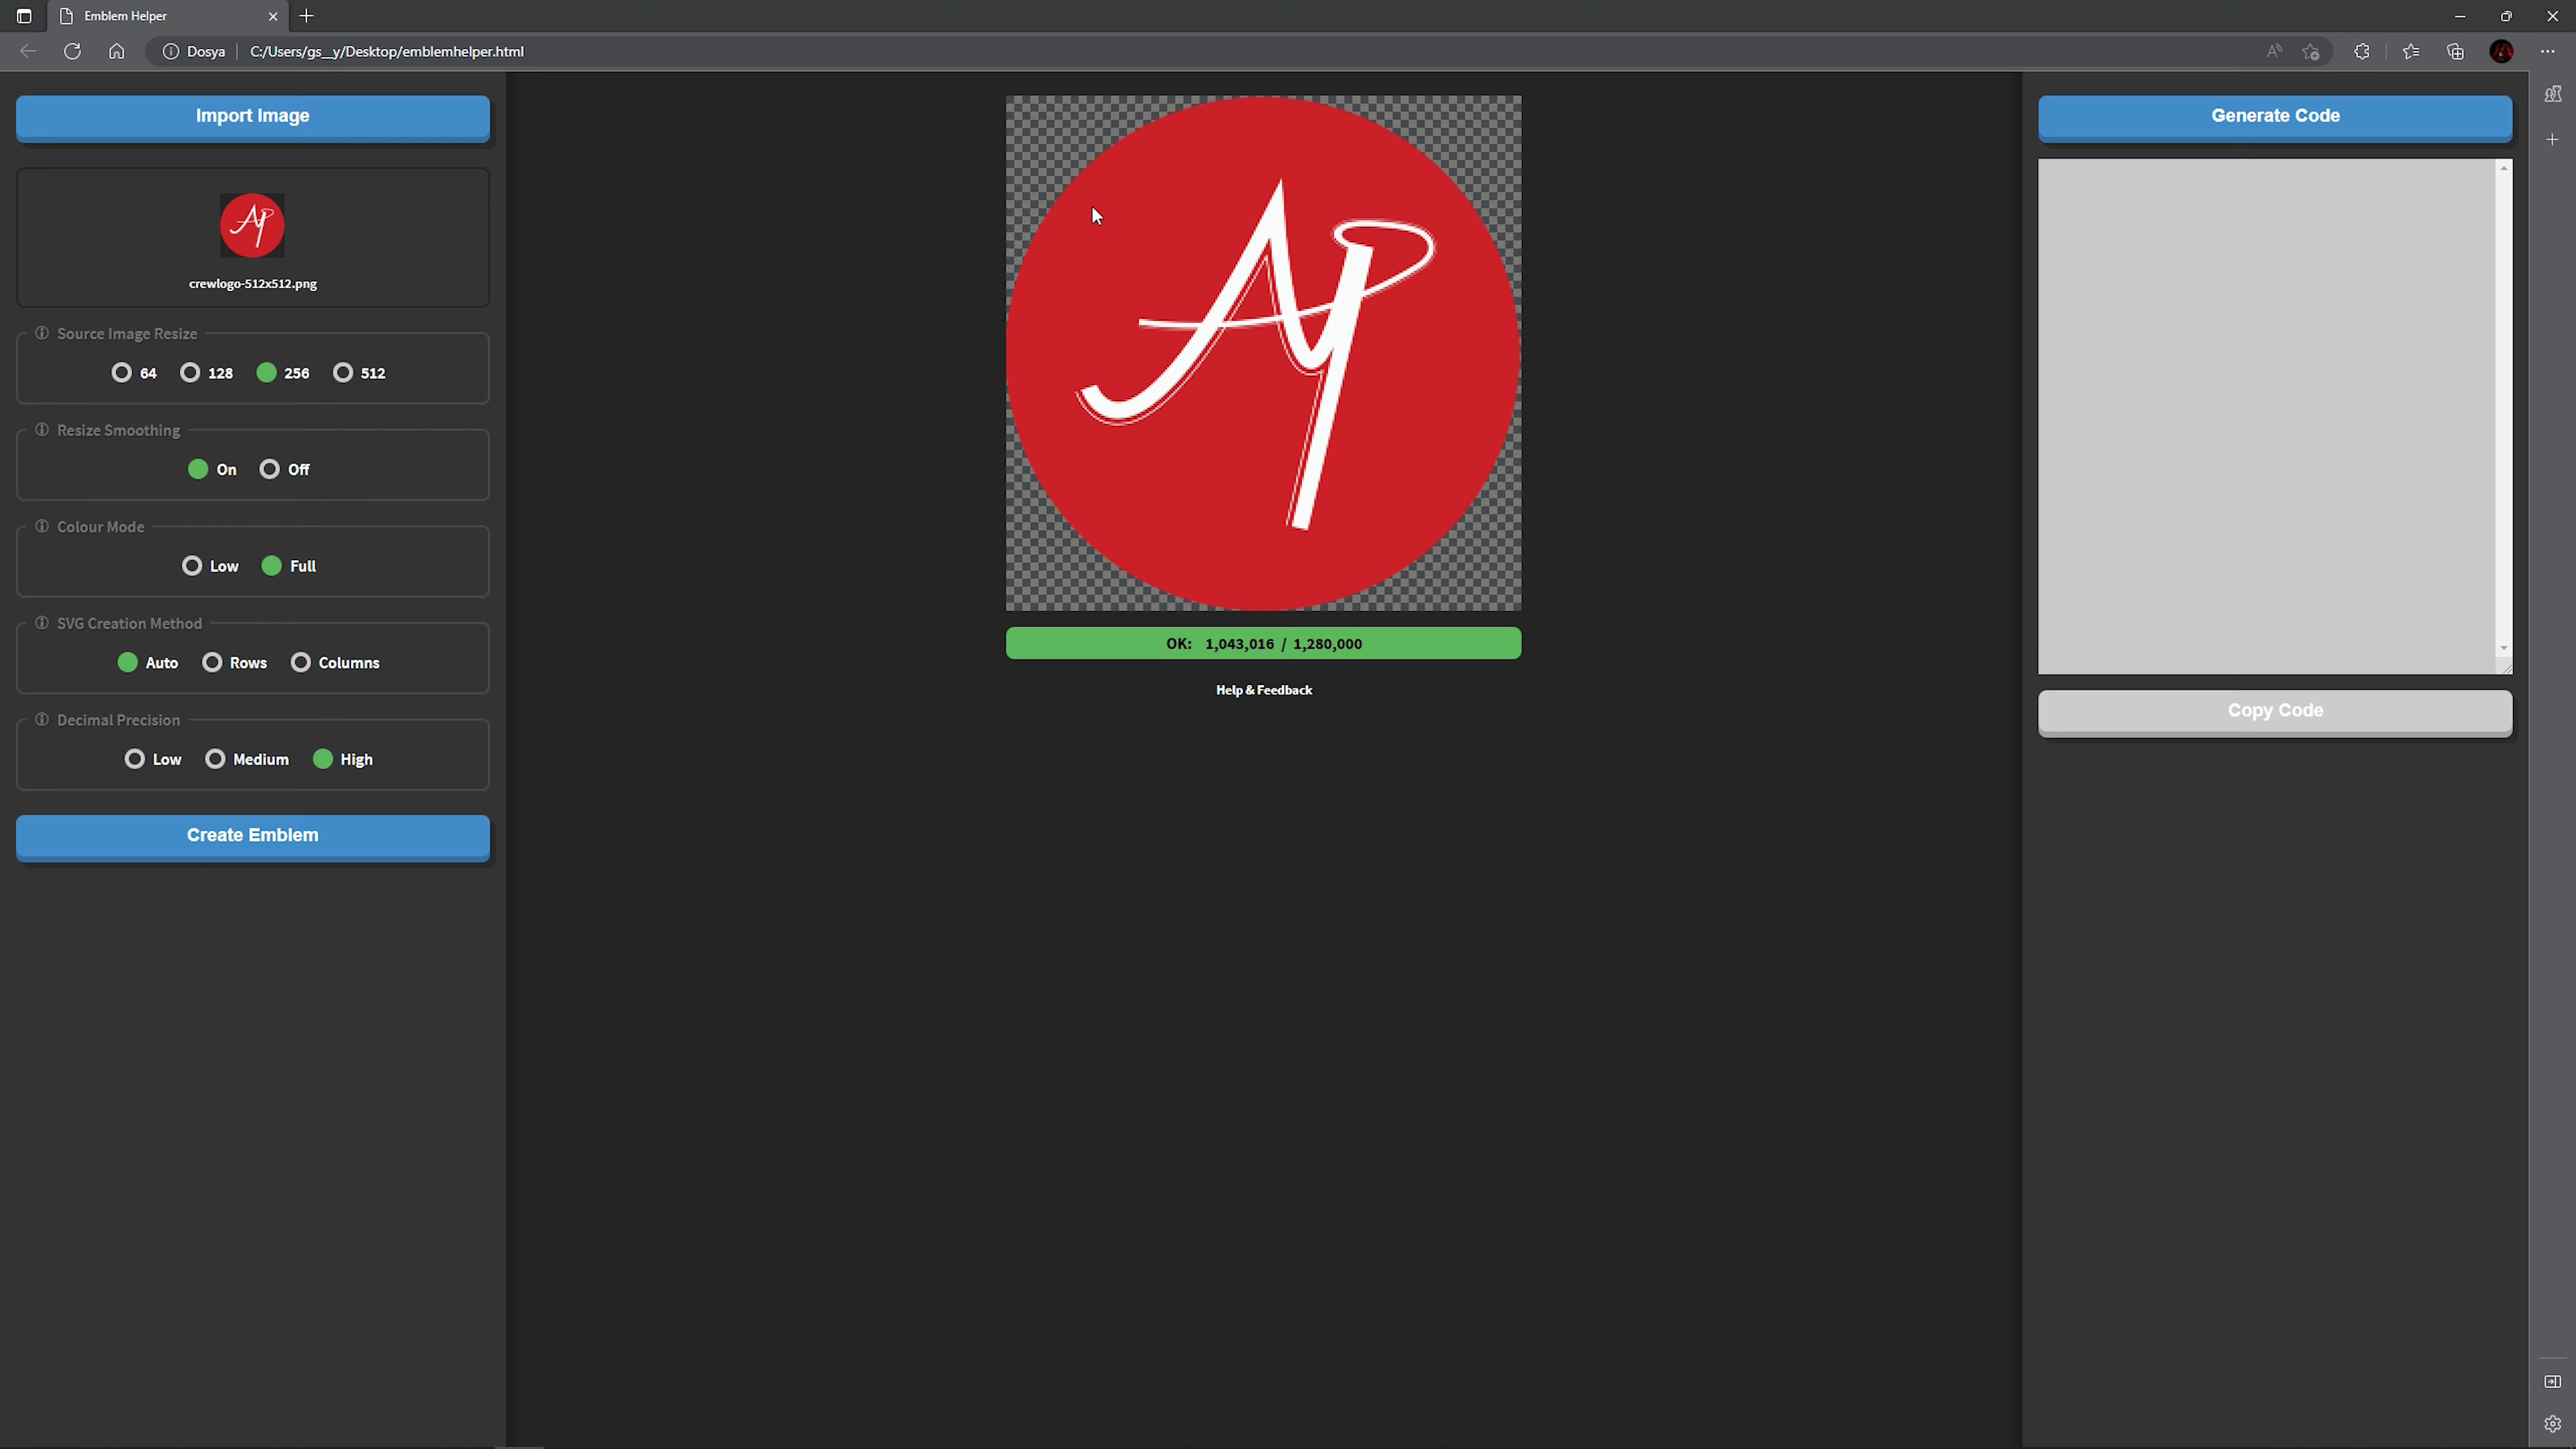 Emblem Helper
Dosya
C:/Users/gs__y/Desktop/emblemhelper.html
Import Image
crewlogo-512x512.png
Source Image Resize
64 128 256 512
Resize Smoothing
On Off
Colour Mode
Low Full
SVG Creation Method
Auto Rows Columns
Decimal Precision
Low Medium High
Create Emblem
OK: 1,043,016 / 1,280,000
Help & Feedback
Generate Code
Copy Code